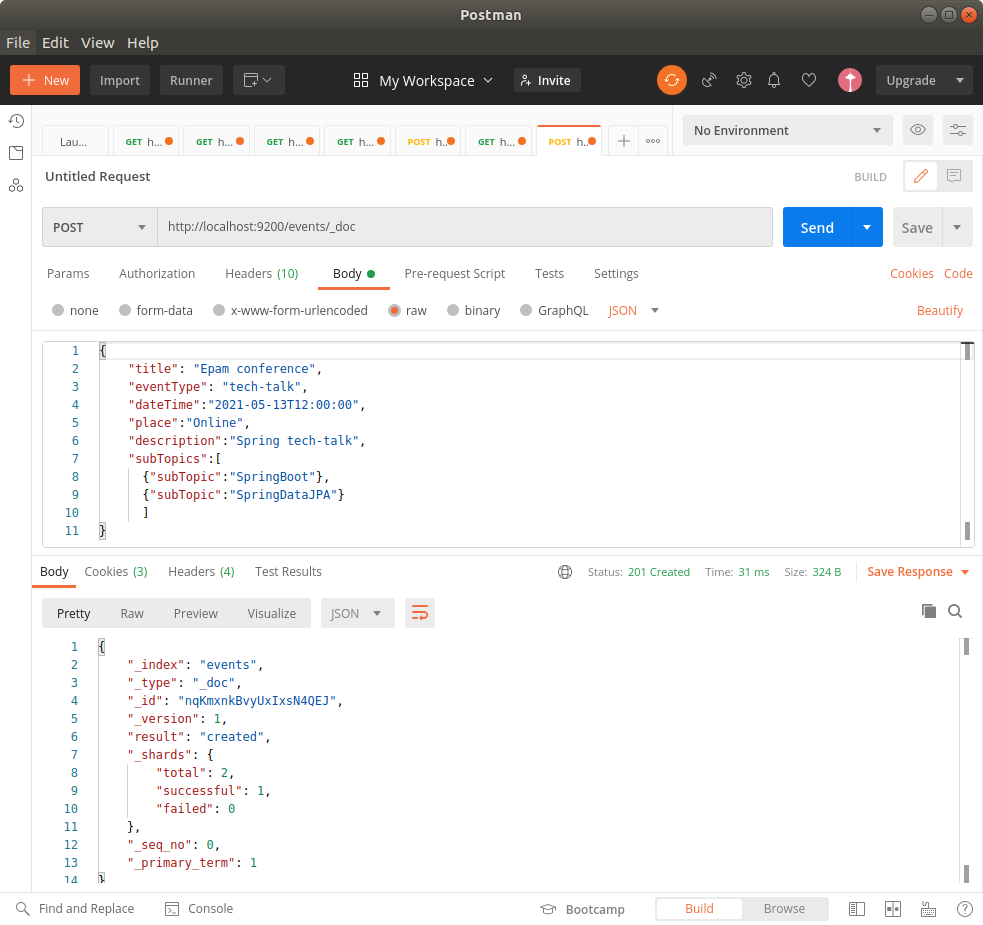 Postman
File Edit View Help
New Import Runner My Workspace Invite Upgrade
Lau... GET h... GET h... GET h... GET h... POST h.. GET h... POST h.. No Environment
Untitled Request BUILD
POST http://localhost:9200/events/_doc Send Save
Params Authorization Headers (10) Body Pre-request Script Tests Settings Cookies Code
none form-data x-www-form-urlencoded raw binary GraphQL JSON Beautify
1 {
2 "title": "Epam conference",
3 "eventType": "tech-talk",
4 "dateTime":"2021-05-13T12:00:00",
5 "place":"Online",
6 "description":"Spring tech-talk",
7 "subTopics":[
8 {"subTopic":"SpringBoot"},
9 {"subTopic":"SpringDataJPA"}
10 ]
11 }
Body Cookies (3) Headers (4) Test Results Status: 201 Created Time: 31 ms Size: 324 B Save Response
Pretty Raw Preview Visualize JSON
1 {
2 "_index": "events",
3 "_type": "_doc",
4 "_id": "nqKmxnkBvyUxIxsN4QEJ",
5 "_version": 1,
6 "result": "created",
7 "_shards": {
8 "total": 2,
9 "successful": 1,
10 "failed": 0
11 },
12 "_seq_no": 0,
13 "_primary_term": 1
14 }
Find and Replace Console Bootcamp Build Browse